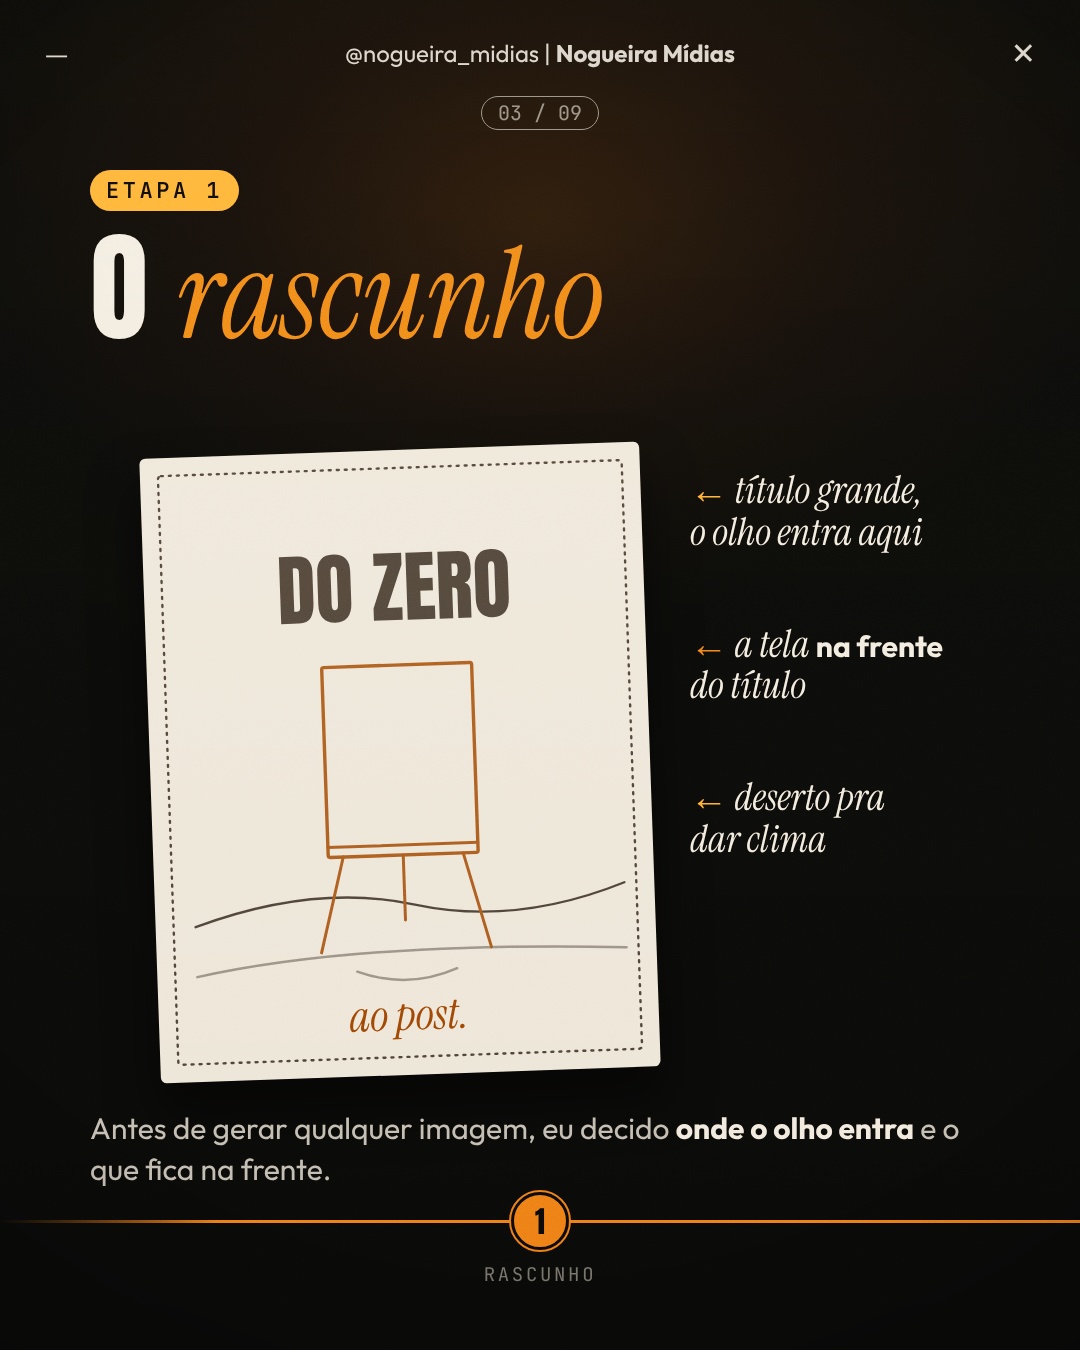 —
@nogueira_midias | Nogueira Mídias
✕
03 / 09
ETAPA 1
O rascunho
DO ZERO
ao post.
← título grande,
o olho entra aqui
← a tela na frente
do título
← deserto pra
dar clima
Antes de gerar qualquer imagem, eu decido onde o olho entra e o
que fica na frente.
1
RASCUNHO